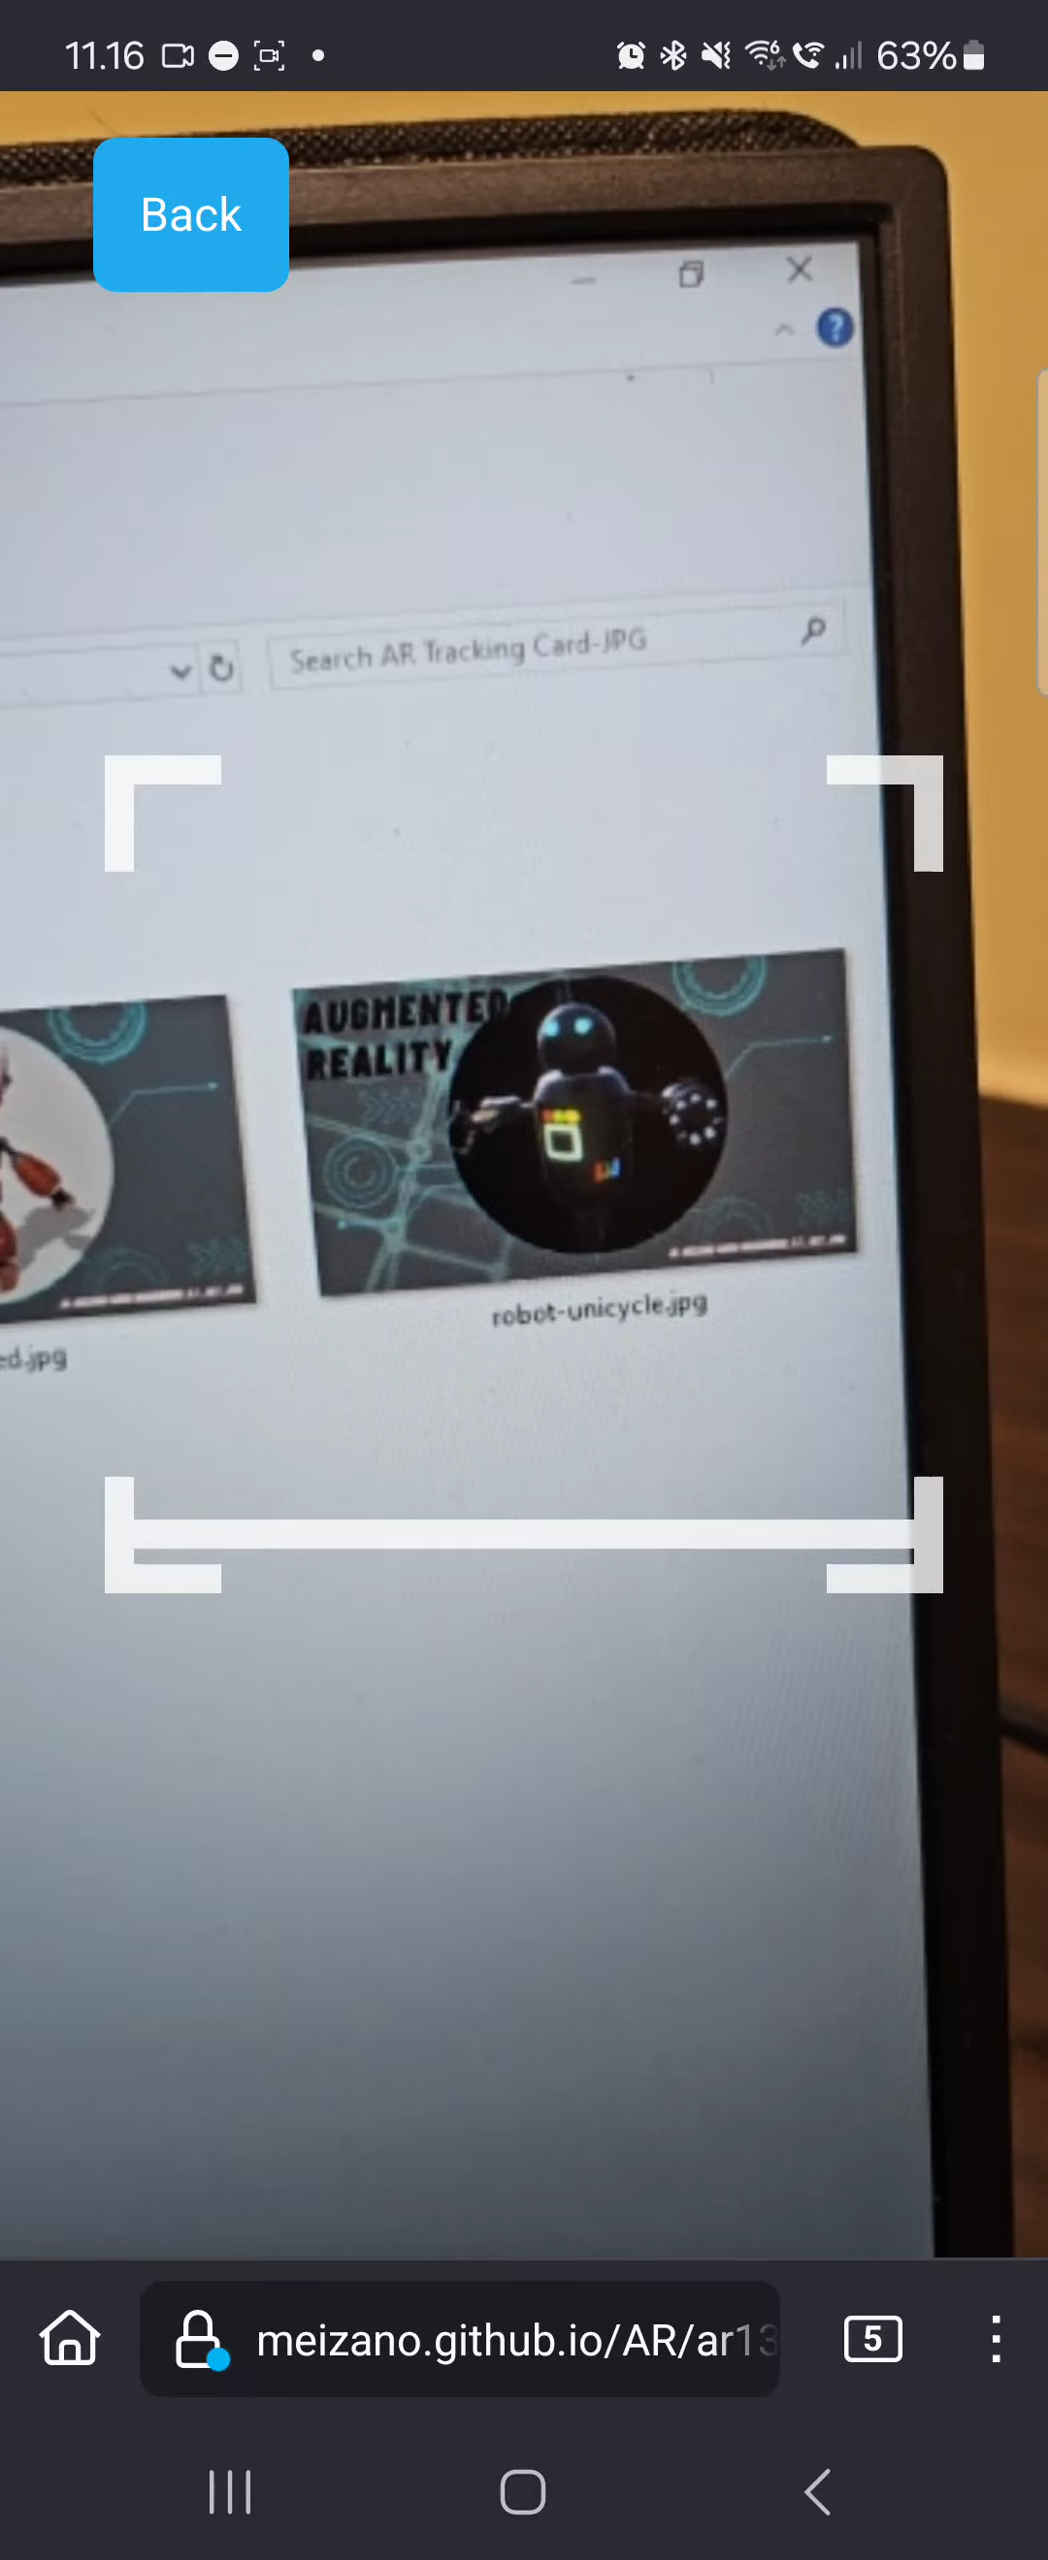 11.16
63%
Back
?
Search AR Tracking Card-JPG
AUGMENTED
REALITY
robot-unicycle.jpg
ed.jpg
meizano.github.io/AR/ar13
5